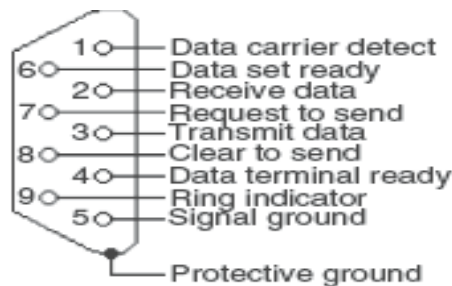 1 Data carrier detect
6 Data set ready
2 Receive data
7 Request to send
3 Transmit data
8 Clear to send
4 Data terminal ready
9 Ring indicator
5 Signal ground
Protective ground